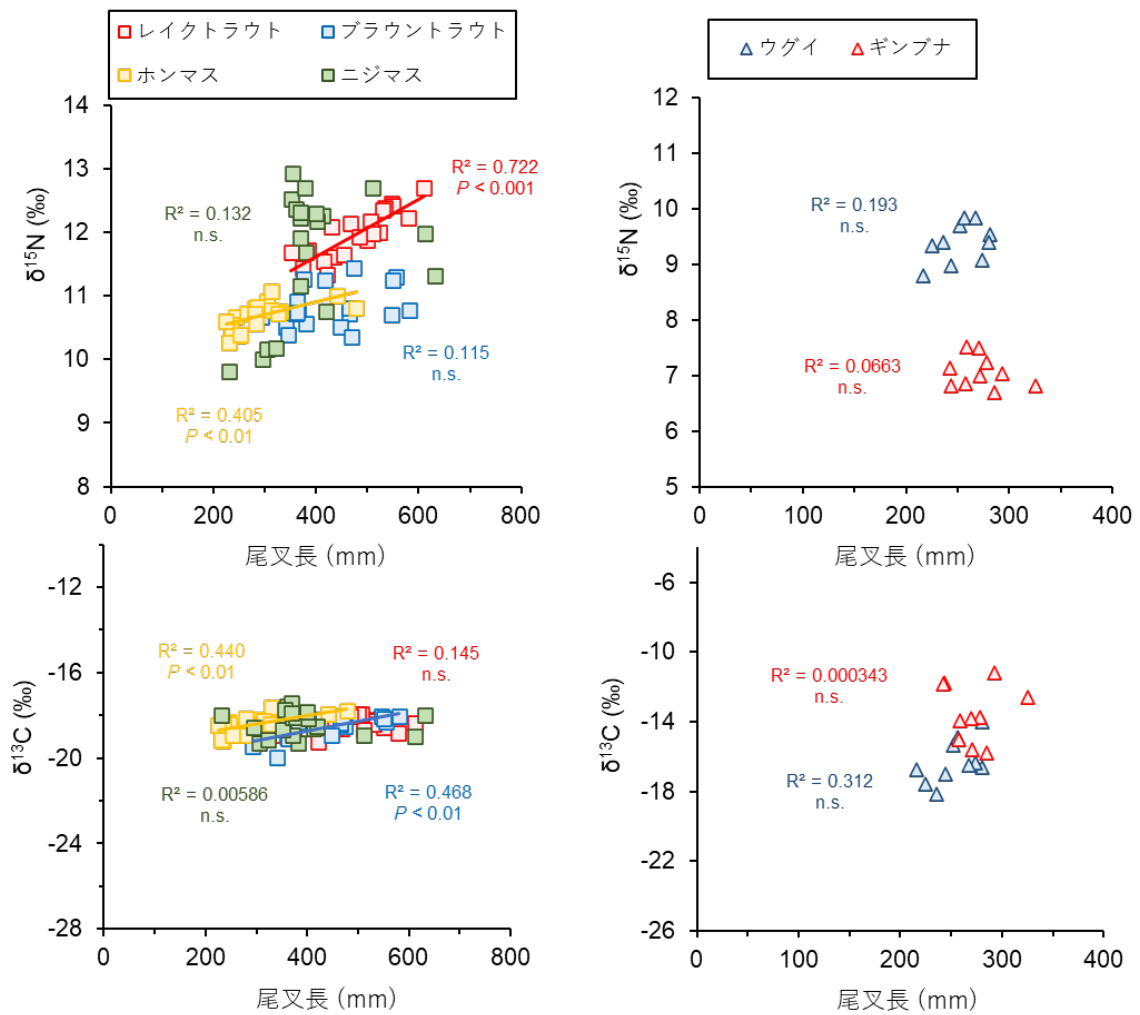 レイクトラウト ブラウントラウト
ホンマス ニジマス
ウグイ ギンブナ
14
13
12
11
10
9
8
δ¹⁵N (‰)
R² = 0.722
P < 0.001
R² = 0.132
n.s.
R² = 0.115
n.s.
R² = 0.405
P < 0.01
0 200 400 600 800
尾叉長 (mm)
12
11
10
9
8
7
6
5
δ¹⁵N (‰)
R² = 0.193
n.s.
R² = 0.0663
n.s.
0 100 200 300 400
尾叉長 (mm)
-12
-16
-20
-24
-28
δ¹³C (‰)
R² = 0.440
P < 0.01
R² = 0.145
n.s.
R² = 0.00586
n.s.
R² = 0.468
P < 0.01
0 200 400 600 800
尾叉長 (mm)
-6
-10
-14
-18
-22
-26
δ¹³C (‰)
R² = 0.000343
n.s.
R² = 0.312
n.s.
0 100 200 300 400
尾叉長 (mm)